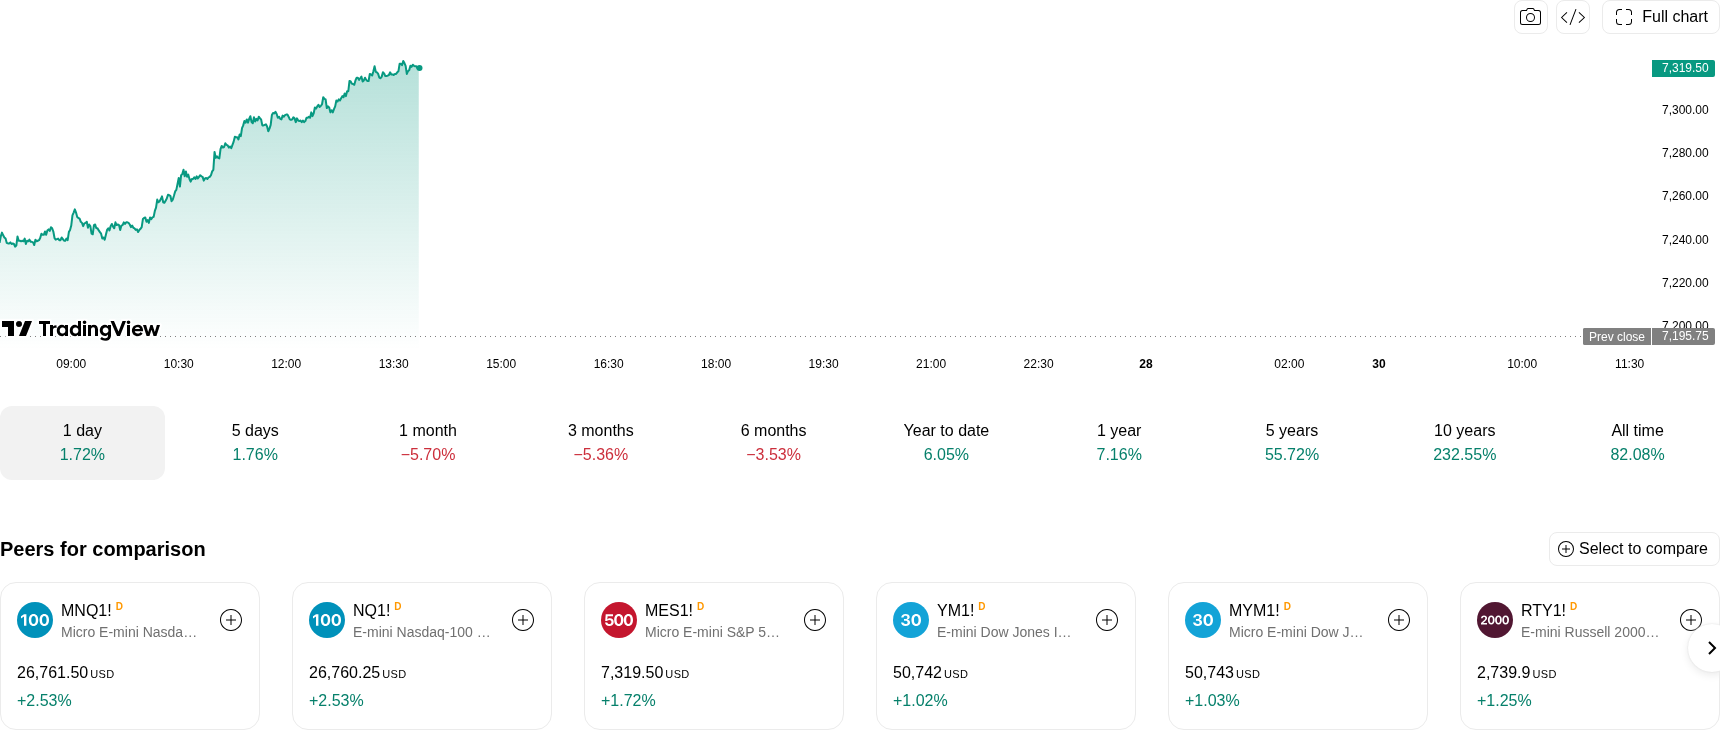 Full chart
7,319.50
7,300.00
7,280.00
7,260.00
7,240.00
7,220.00
7,200.00
TradingView
Prev close 7,195.75
09:00 10:30 12:00 13:30 15:00 16:30 18:00 19:30 21:00 22:30 28 02:00 30 10:00 11:30
1 day 5 days 1 month 3 months 6 months Year to date 1 year 5 years 10 years All time
1.72% 1.76% −5.70% −5.36% −3.53% 6.05% 7.16% 55.72% 232.55% 82.08%
Peers for comparison
Select to compare
100 MNQ1! D
Micro E-mini Nasda…
26,761.50 USD
+2.53%
100 NQ1! D
E-mini Nasdaq-100 …
26,760.25 USD
+2.53%
500 MES1! D
Micro E-mini S&P 5…
7,319.50 USD
+1.72%
30 YM1! D
E-mini Dow Jones I…
50,742 USD
+1.02%
30 MYM1! D
Micro E-mini Dow J…
50,743 USD
+1.03%
2000 RTY1! D
E-mini Russell 2000…
2,739.9 USD
+1.25%